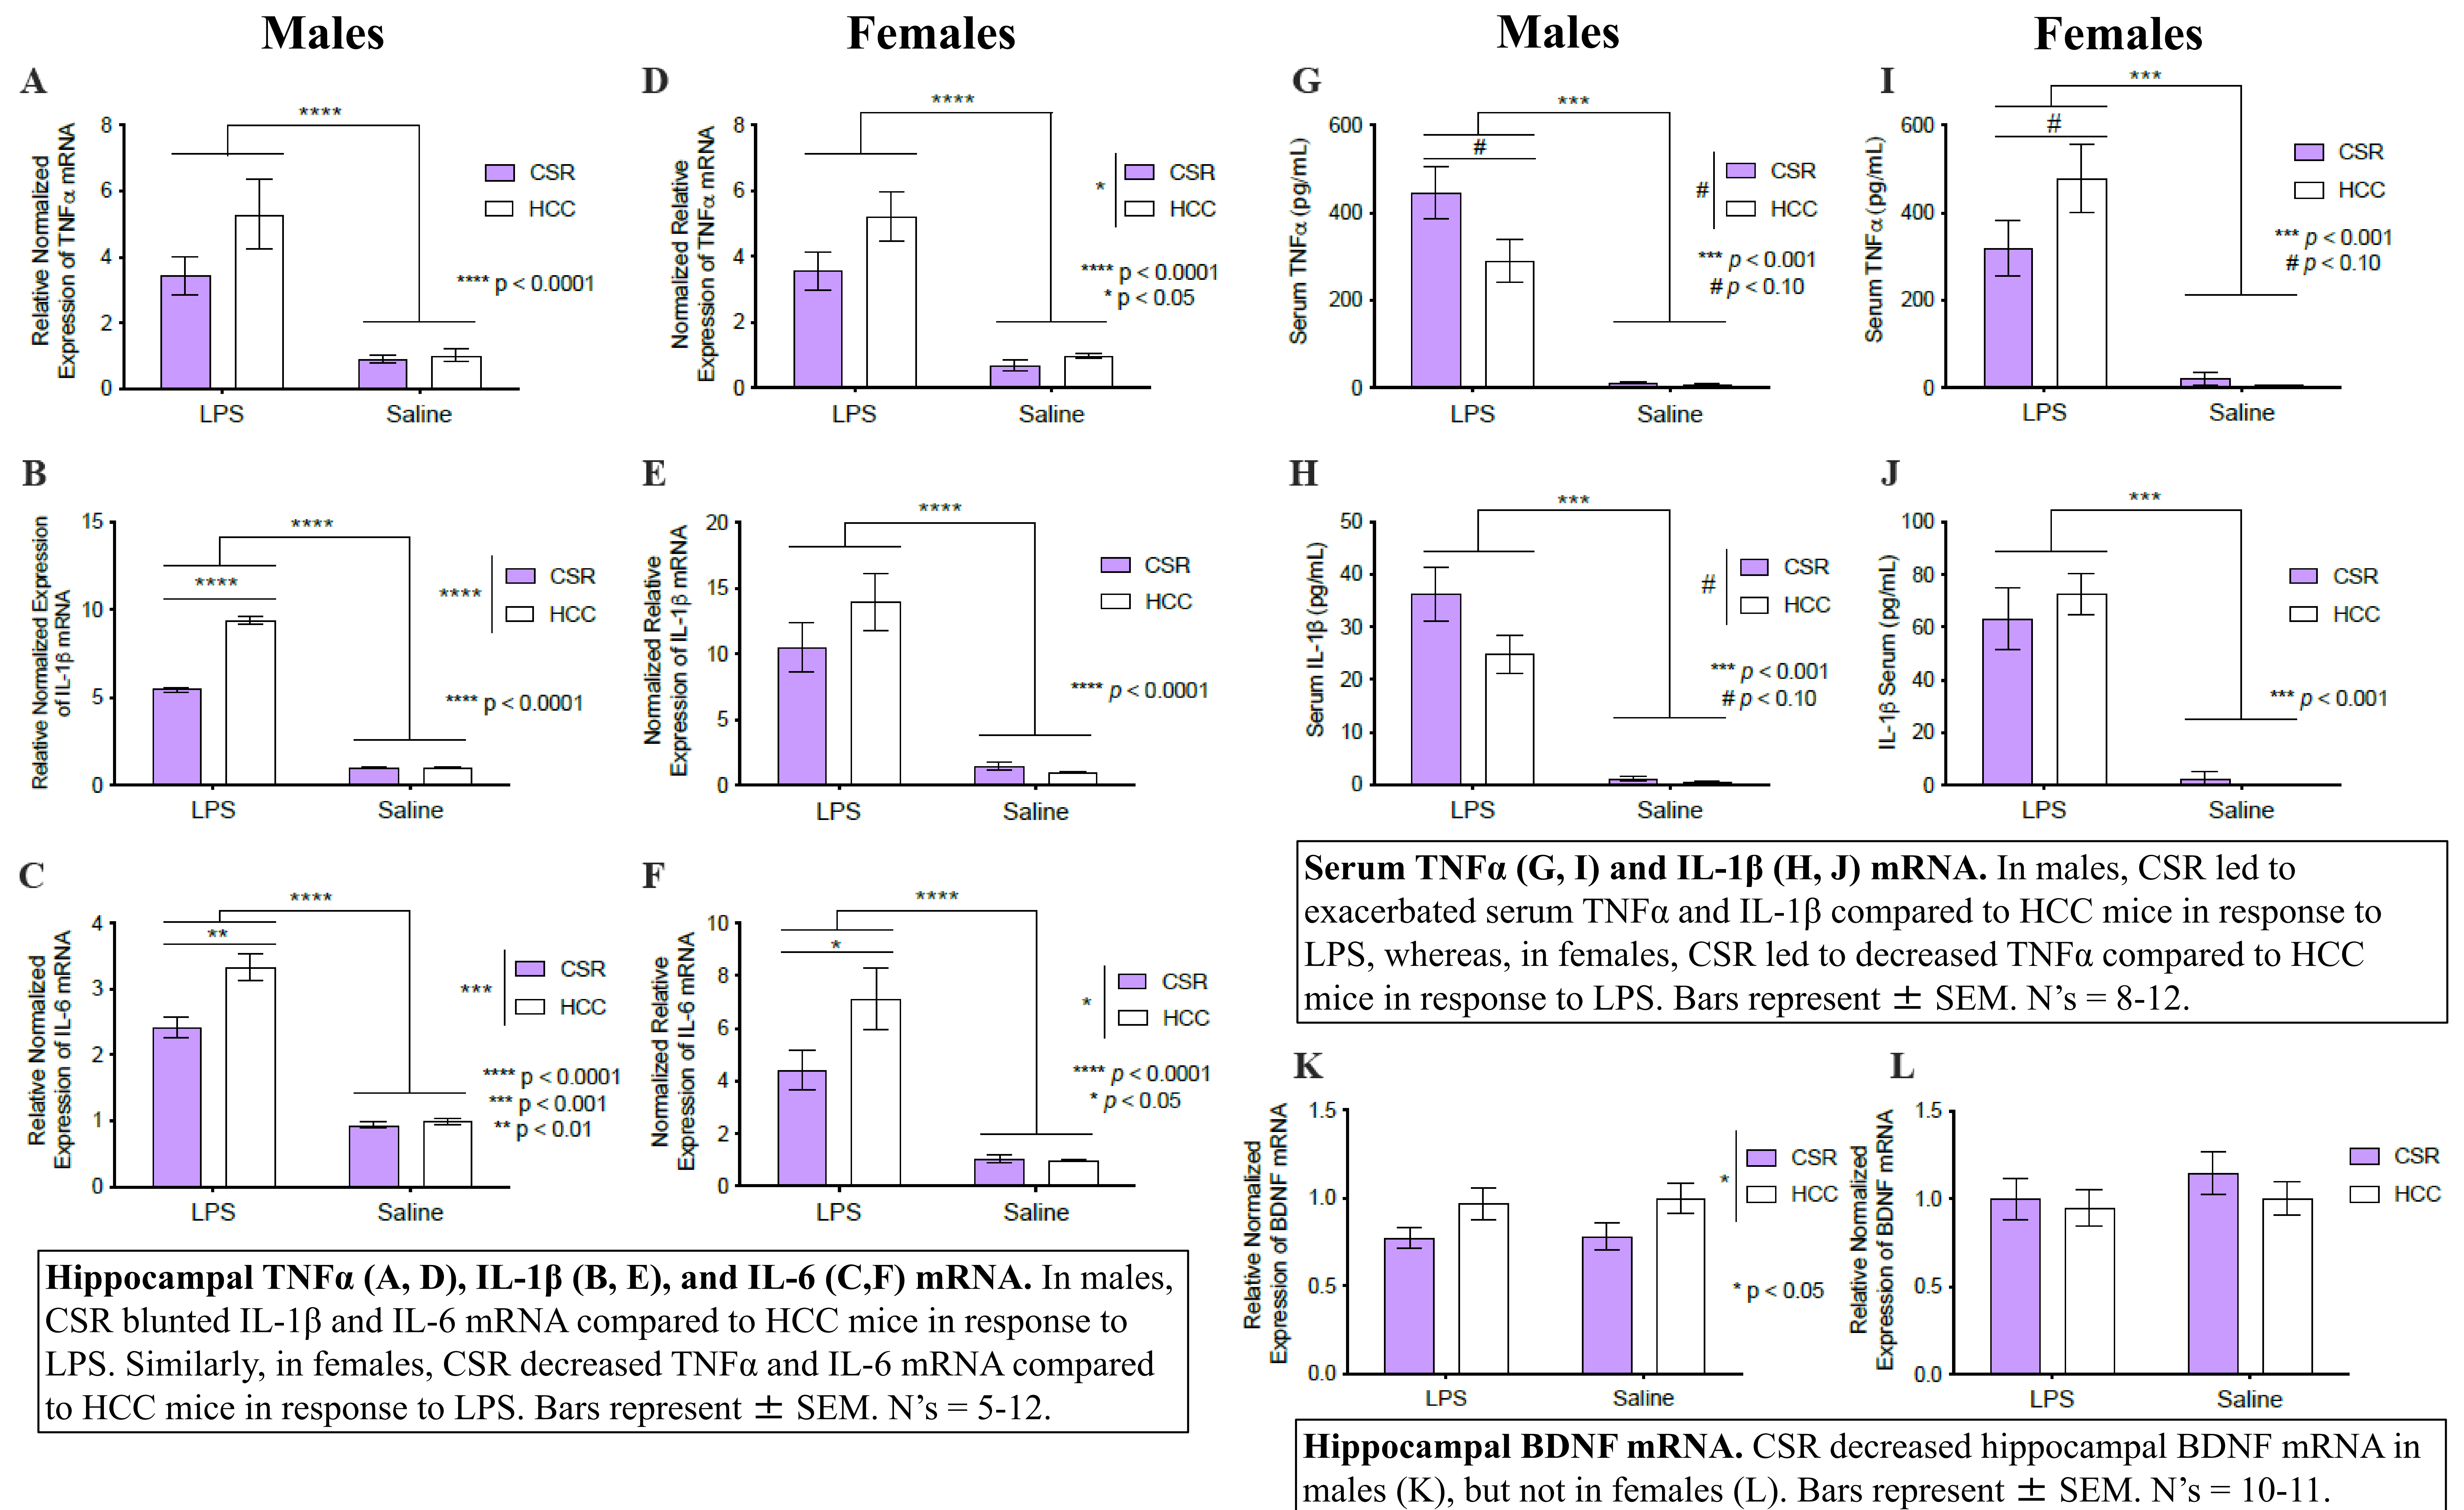 Males
Females
Males
Females
A
****
Relative Normalized
Expression of TNFα mRNA
8
6
4
2
0
LPS
Saline
CSR
HCC
**** p < 0.0001
D
****
Normalized Relative
Expression of TNFα mRNA
8
6
4
2
0
LPS
Saline
*
CSR
HCC
**** p < 0.0001
* p < 0.05
G
***
#
Serum TNFα (pg/mL)
600
400
200
0
LPS
Saline
#
CSR
HCC
*** p < 0.001
# p < 0.10
I
***
#
Serum TNFα (pg/mL)
600
400
200
0
LPS
Saline
CSR
HCC
*** p < 0.001
# p < 0.10
B
****
****
Relative Normalized Expression
of IL-1β mRNA
15
10
5
0
LPS
Saline
****
CSR
HCC
**** p < 0.0001
E
****
Normalized Relative
Expression of IL-1β mRNA
20
15
10
5
0
LPS
Saline
CSR
HCC
**** p < 0.0001
H
***
Serum IL-1β (pg/mL)
50
40
30
20
10
0
LPS
Saline
#
CSR
HCC
*** p < 0.001
# p < 0.10
J
***
IL-1β Serum (pg/mL)
100
80
60
40
20
0
LPS
Saline
CSR
HCC
*** p < 0.001
C
****
**
Relative Normalized
Expression of IL-6 mRNA
4
3
2
1
0
LPS
Saline
***
CSR
HCC
**** p < 0.0001
*** p < 0.001
** p < 0.01
F
****
*
Normalized Relative
Expression of IL-6 mRNA
10
8
6
4
2
0
LPS
Saline
*
CSR
HCC
**** p < 0.0001
* p < 0.05
Serum TNFα (G, I) and IL-1β (H, J) mRNA. In males, CSR led to
exacerbated serum TNFα and IL-1β compared to HCC mice in response to
LPS, whereas, in females, CSR led to decreased TNFα compared to HCC
mice in response to LPS. Bars represent ± SEM. N’s = 8-12.
K
Relative Normalized
Expression of BDNF mRNA
1.5
1.0
0.5
0.0
LPS
Saline
*
CSR
HCC
* p < 0.05
L
Relative Normalized
Expression of BDNF mRNA
1.5
1.0
0.5
0.0
LPS
Saline
CSR
HCC
Hippocampal TNFα (A, D), IL-1β (B, E), and IL-6 (C,F) mRNA. In males,
CSR blunted IL-1β and IL-6 mRNA compared to HCC mice in response to
LPS. Similarly, in females, CSR decreased TNFα and IL-6 mRNA compared
to HCC mice in response to LPS. Bars represent ± SEM. N’s = 5-12.
Hippocampal BDNF mRNA. CSR decreased hippocampal BDNF mRNA in
males (K), but not in females (L). Bars represent ± SEM. N’s = 10-11.